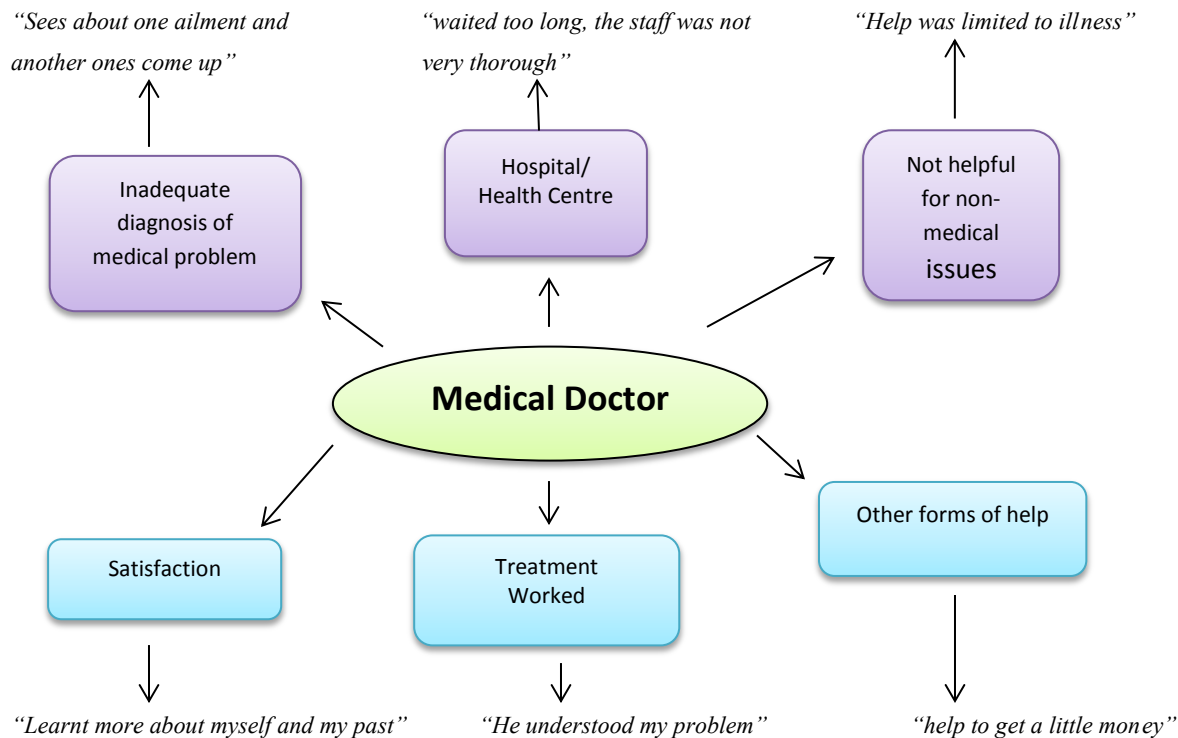 “Sees about one ailment and
another ones come up”
“waited too long, the staff was not
very thorough”
“Help was limited to illness”
Inadequate
diagnosis of
medical problem
Hospital/
Health Centre
Not helpful
for non-
medical
issues
Medical Doctor
Satisfaction
Treatment
Worked
Other forms of help
“Learnt more about myself and my past”
“He understood my problem”
“help to get a little money”